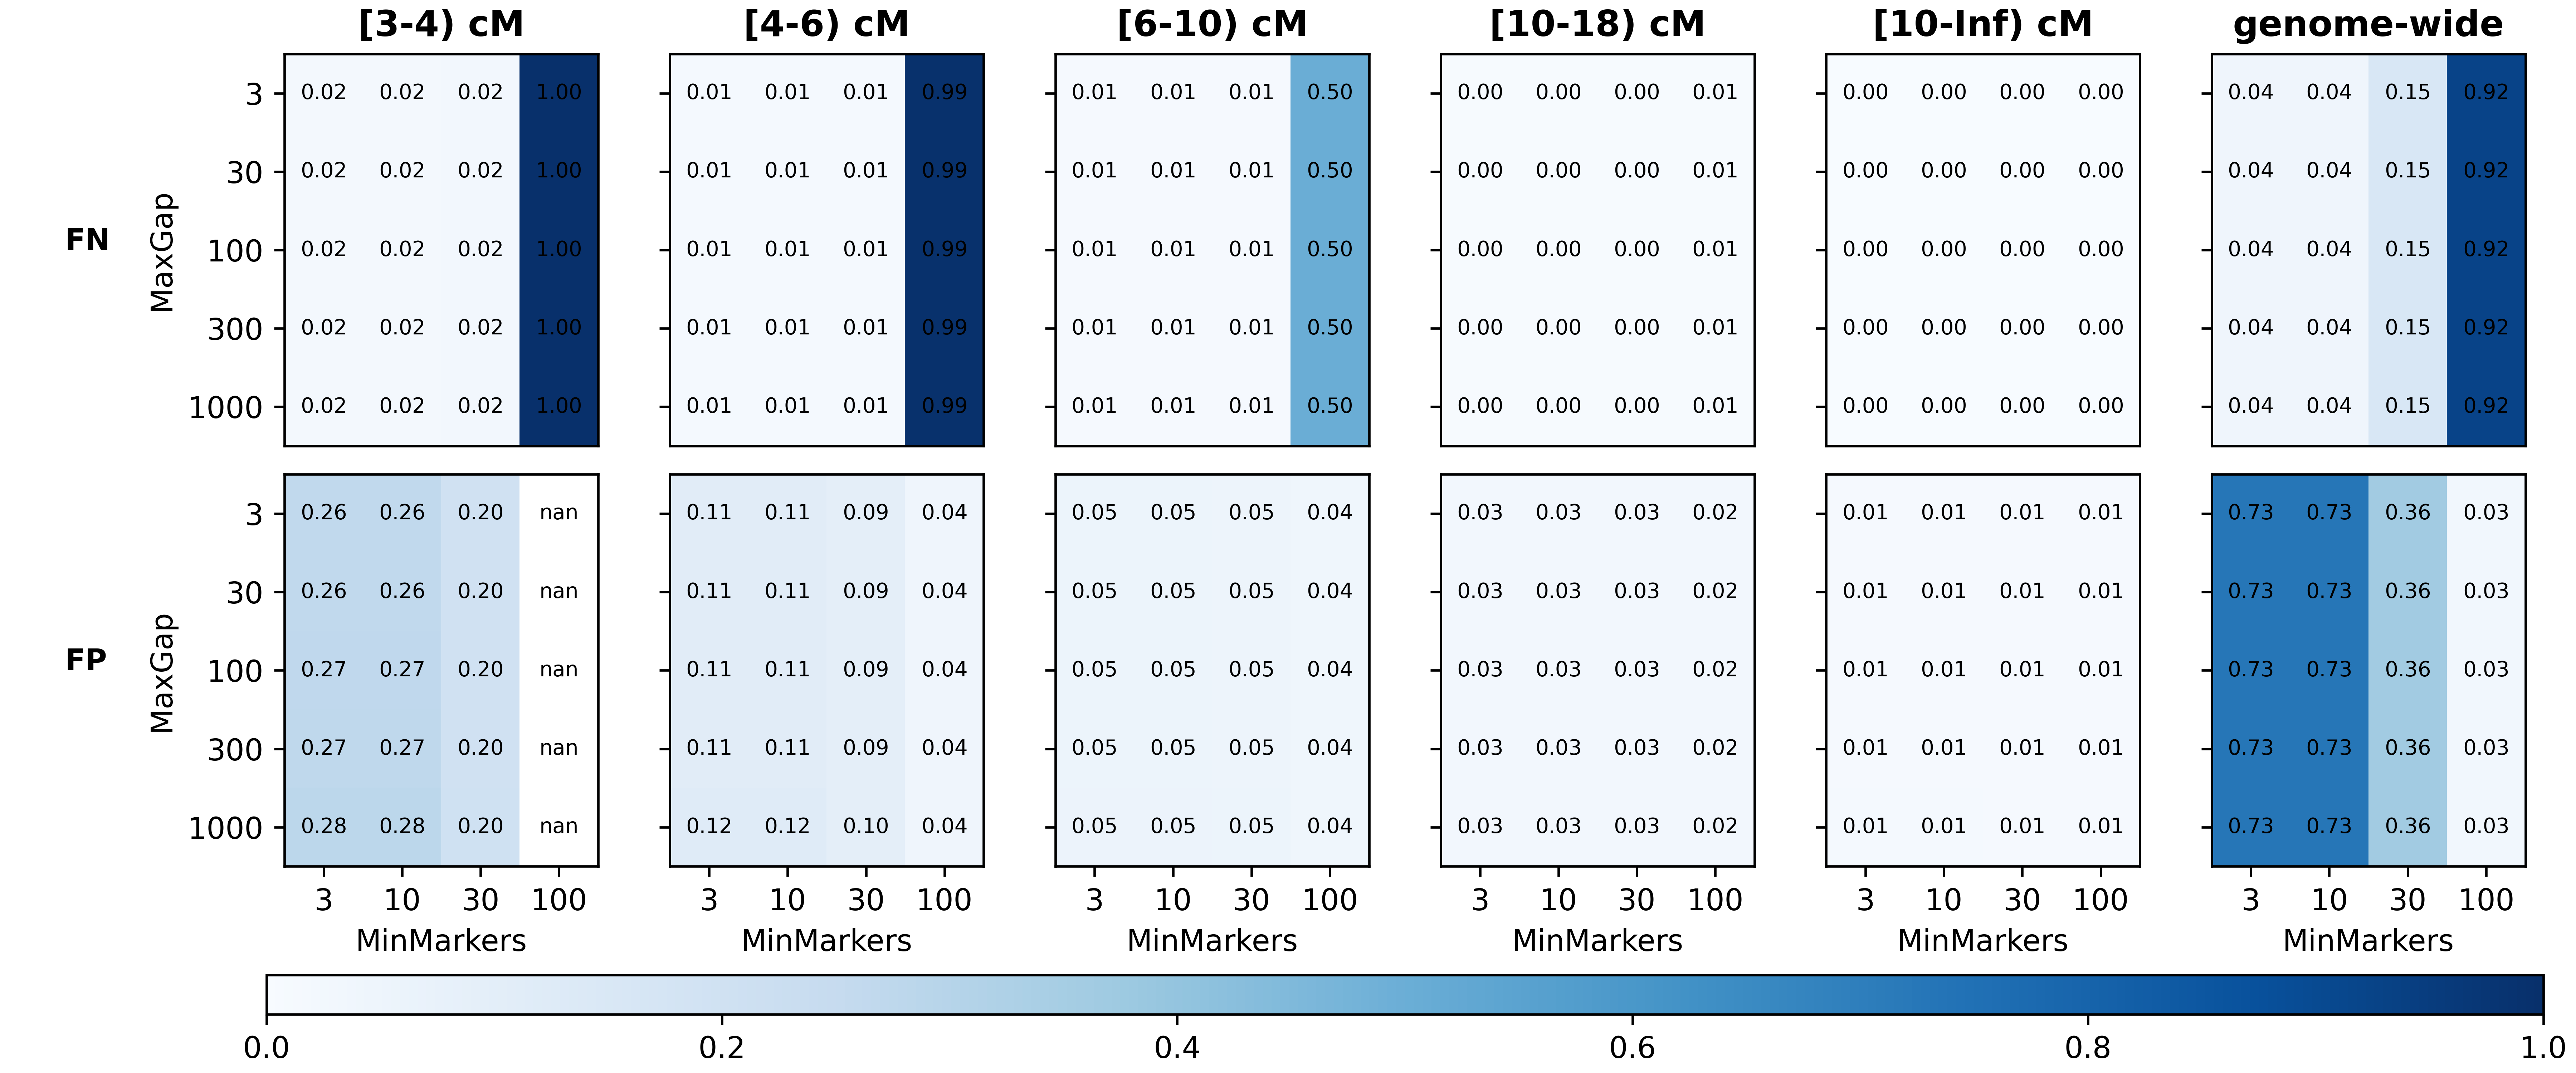 [3-4) cM [4-6) cM [6-10) cM [10-18) cM [10-Inf) cM genome-wide
3 0.02 0.02 0.02 1.00 0.01 0.01 0.01 0.99 0.01 0.01 0.01 0.50 0.00 0.00 0.00 0.01 0.00 0.00 0.00 0.00 0.04 0.04 0.15 0.92
30 0.02 0.02 0.02 1.00 0.01 0.01 0.01 0.99 0.01 0.01 0.01 0.50 0.00 0.00 0.00 0.01 0.00 0.00 0.00 0.00 0.04 0.04 0.15 0.92
FN MaxGap 100 0.02 0.02 0.02 1.00 0.01 0.01 0.01 0.99 0.01 0.01 0.01 0.50 0.00 0.00 0.00 0.01 0.00 0.00 0.00 0.00 0.04 0.04 0.15 0.92
300 0.02 0.02 0.02 1.00 0.01 0.01 0.01 0.99 0.01 0.01 0.01 0.50 0.00 0.00 0.00 0.01 0.00 0.00 0.00 0.00 0.04 0.04 0.15 0.92
1000 0.02 0.02 0.02 1.00 0.01 0.01 0.01 0.99 0.01 0.01 0.01 0.50 0.00 0.00 0.00 0.01 0.00 0.00 0.00 0.00 0.04 0.04 0.15 0.92
3 0.26 0.26 0.20 nan 0.11 0.11 0.09 0.04 0.05 0.05 0.05 0.04 0.03 0.03 0.03 0.02 0.01 0.01 0.01 0.01 0.73 0.73 0.36 0.03
30 0.26 0.26 0.20 nan 0.11 0.11 0.09 0.04 0.05 0.05 0.05 0.04 0.03 0.03 0.03 0.02 0.01 0.01 0.01 0.01 0.73 0.73 0.36 0.03
FP MaxGap 100 0.27 0.27 0.20 nan 0.11 0.11 0.09 0.04 0.05 0.05 0.05 0.04 0.03 0.03 0.03 0.02 0.01 0.01 0.01 0.01 0.73 0.73 0.36 0.03
300 0.27 0.27 0.20 nan 0.11 0.11 0.09 0.04 0.05 0.05 0.05 0.04 0.03 0.03 0.03 0.02 0.01 0.01 0.01 0.01 0.73 0.73 0.36 0.03
1000 0.28 0.28 0.20 nan 0.12 0.12 0.10 0.04 0.05 0.05 0.05 0.04 0.03 0.03 0.03 0.02 0.01 0.01 0.01 0.01 0.73 0.73 0.36 0.03
3 10 30 100 3 10 30 100 3 10 30 100 3 10 30 100 3 10 30 100 3 10 30 100
MinMarkers MinMarkers MinMarkers MinMarkers MinMarkers MinMarkers
0.0 0.2 0.4 0.6 0.8 1.0